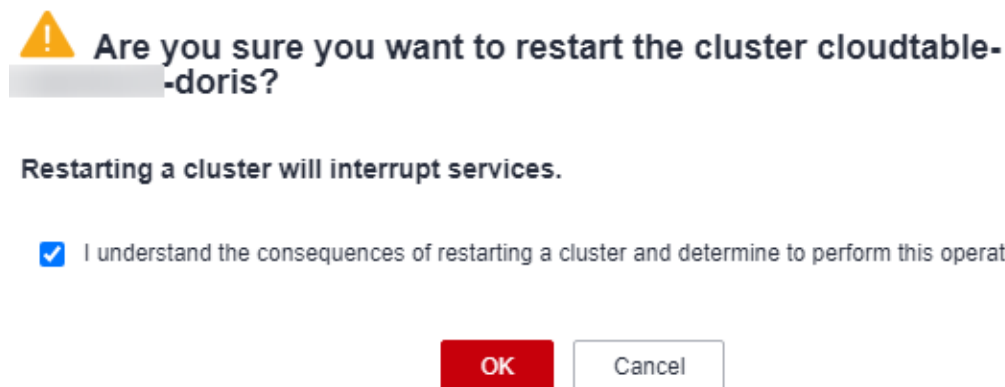 Are you sure you want to restart the cluster cloudtable-
-doris?
Restarting a cluster will interrupt services.
I understand the consequences of restarting a cluster and determine to perform this operat
OK
Cancel